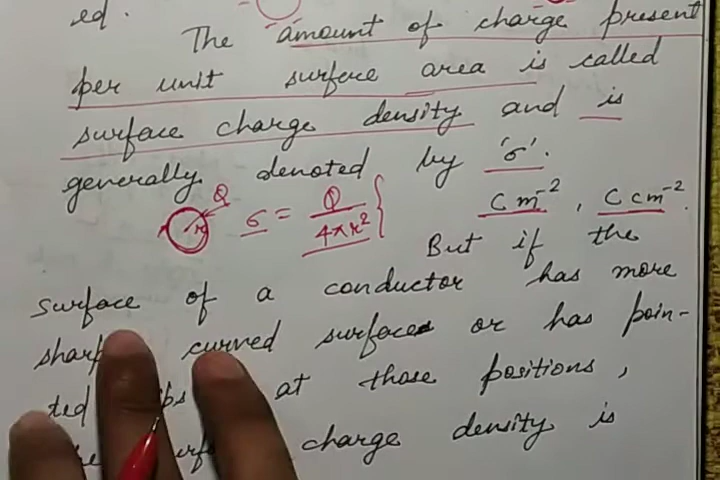 ed.
The amount of charge present
per unit surface area is called
surface charge density and is
generally denoted by 'σ'.
Q r σ = Q/4πr² } C m⁻², C cm⁻².
But if the
surface of a conductor has more
curved surfaces or has poin-
ted at those positions,
charge density is